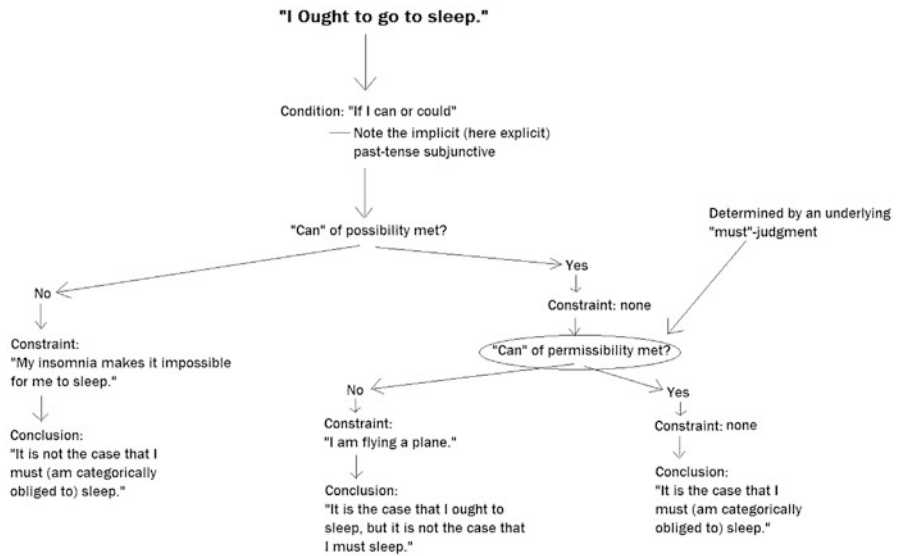 "I Ought to go to sleep."
Condition: "If I can or could"
Note the implicit (here explicit)
past-tense subjunctive
"Can" of possibility met?
Determined by an underlying
"must"-judgment
No
Constraint:
"My insomnia makes it impossible
for me to sleep."
Conclusion:
"It is not the case that I
must (am categorically
obliged to) sleep."
Yes
Constraint: none
"Can" of permissibility met?
No
Constraint:
"I am flying a plane."
Conclusion:
"It is the case that I ought to
sleep, but it is not the case that
I must sleep."
Yes
Constraint: none
Conclusion:
"It is the case that I
must (am categorically
obliged to) sleep."